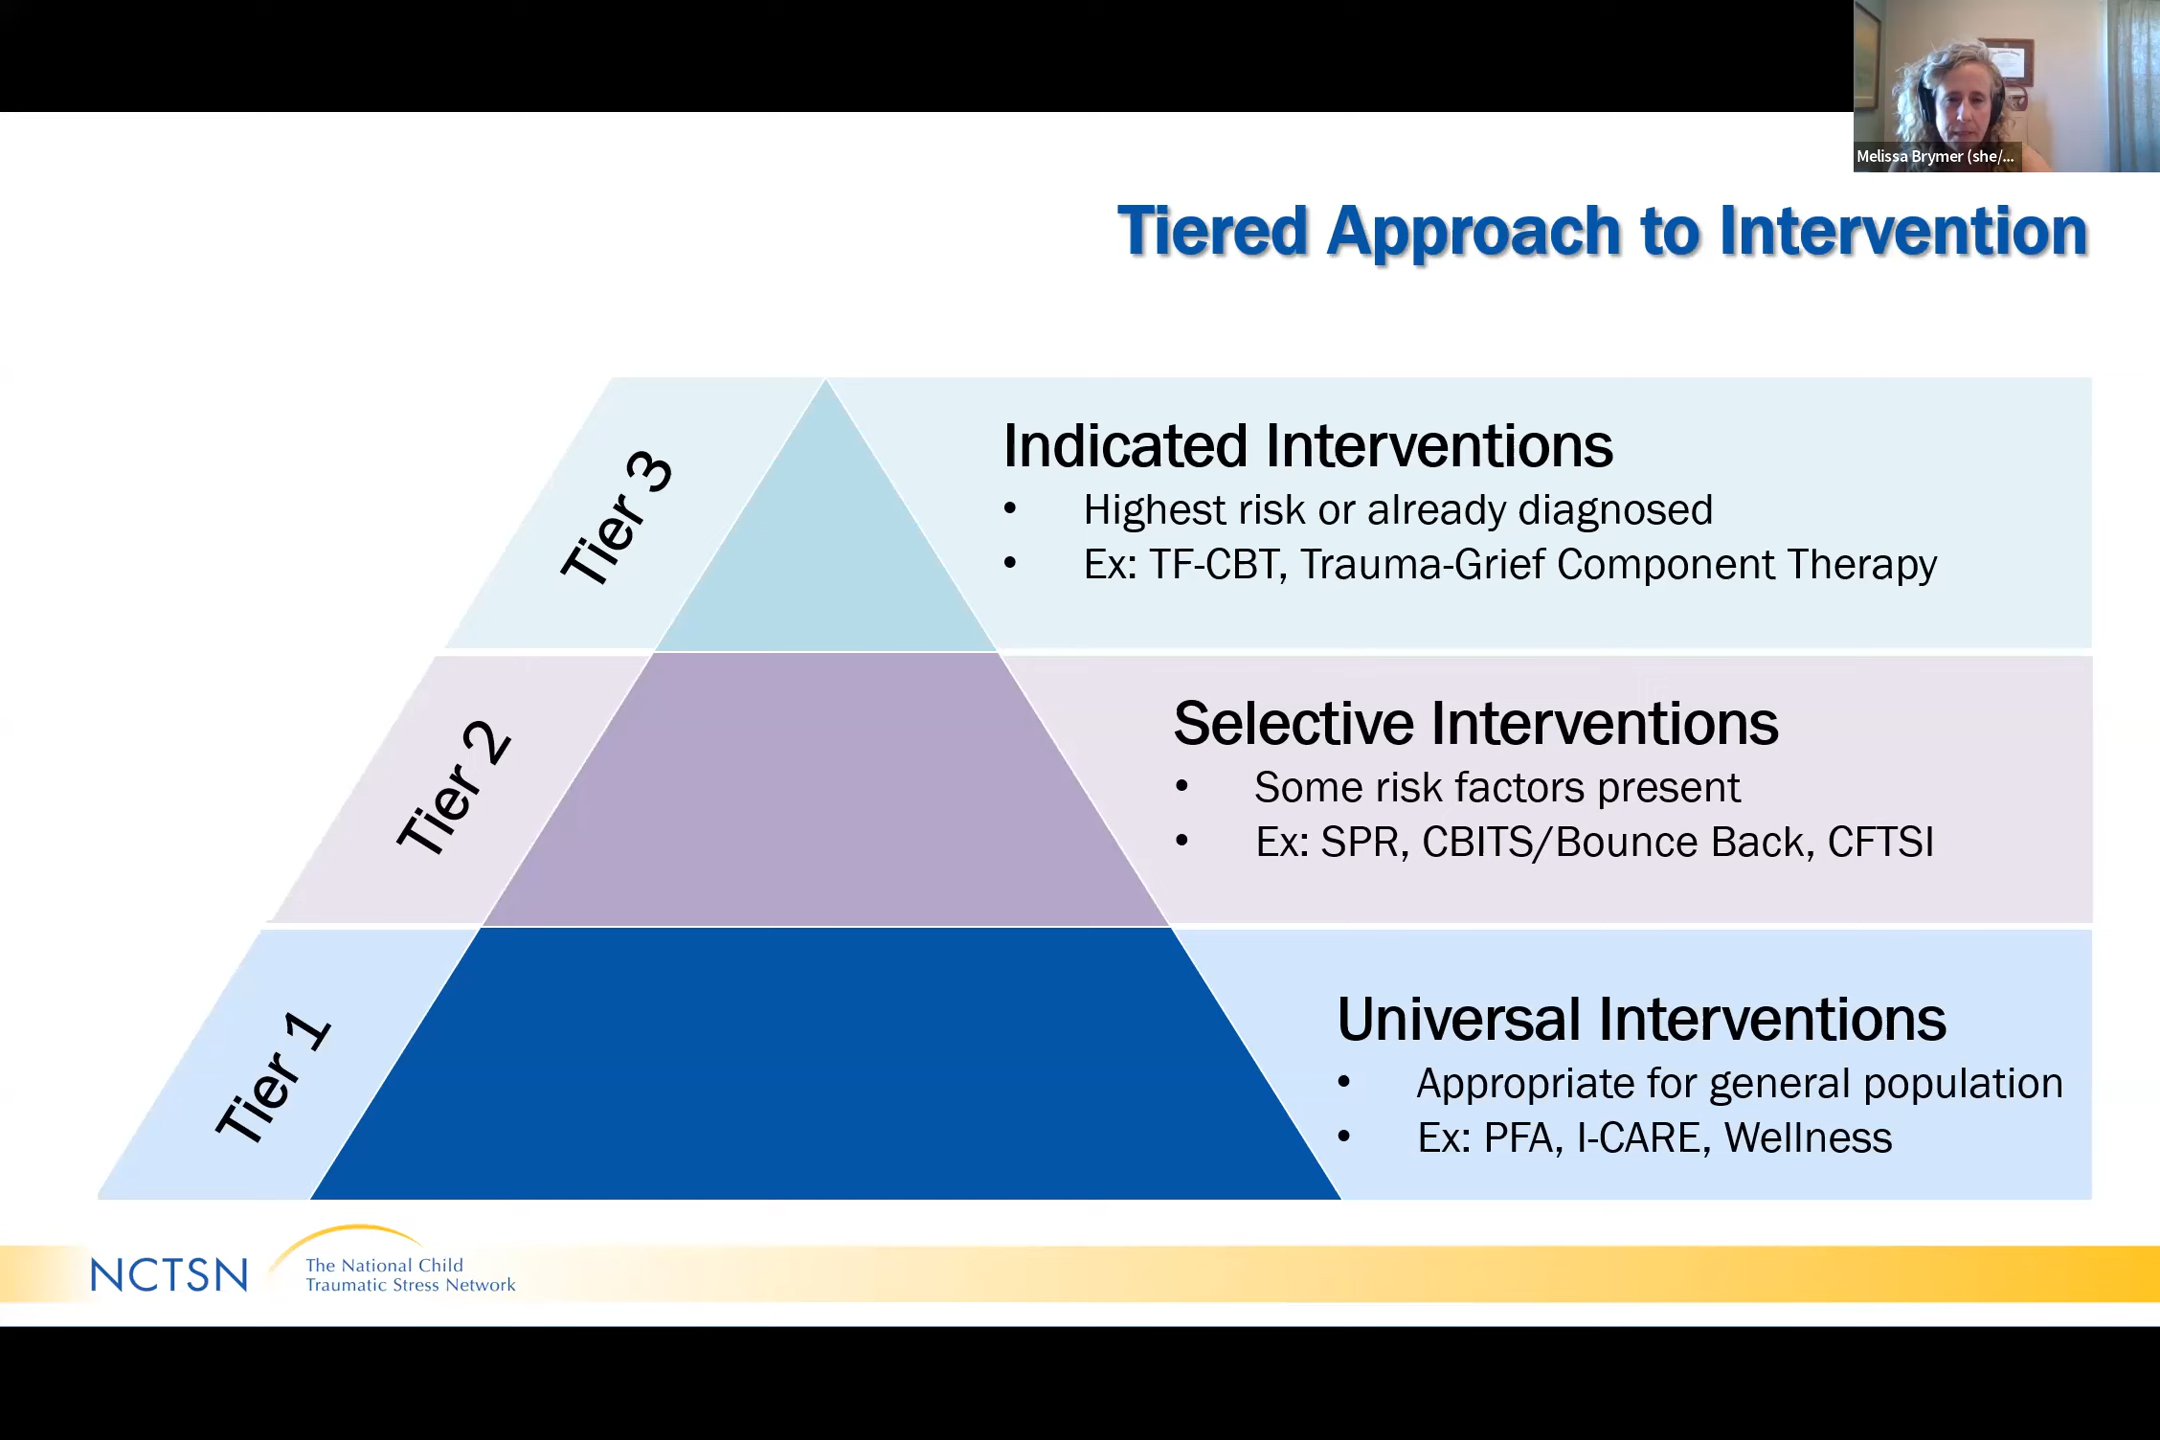 Melissa Brymer (she/...
Tiered Approach to Intervention
Tier 3
Indicated Interventions
• Highest risk or already diagnosed
• Ex: TF-CBT, Trauma-Grief Component Therapy
Tier 2
Selective Interventions
• Some risk factors present
• Ex: SPR, CBITS/Bounce Back, CFTSI
Tier 1
Universal Interventions
• Appropriate for general population
• Ex: PFA, I-CARE, Wellness
NCTSN
The National Child
Traumatic Stress Network